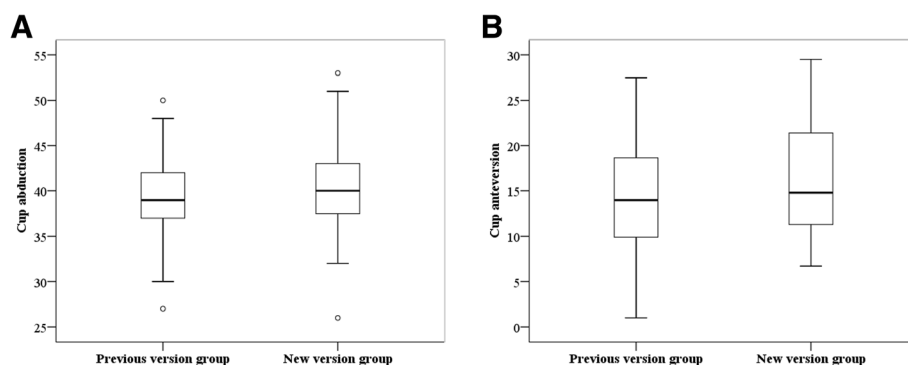 A
Cup abduction
55
50
45
40
35
30
25
Previous version group
New version group
B
Cup anteversion
30
25
20
15
10
5
0
Previous version group
New version group